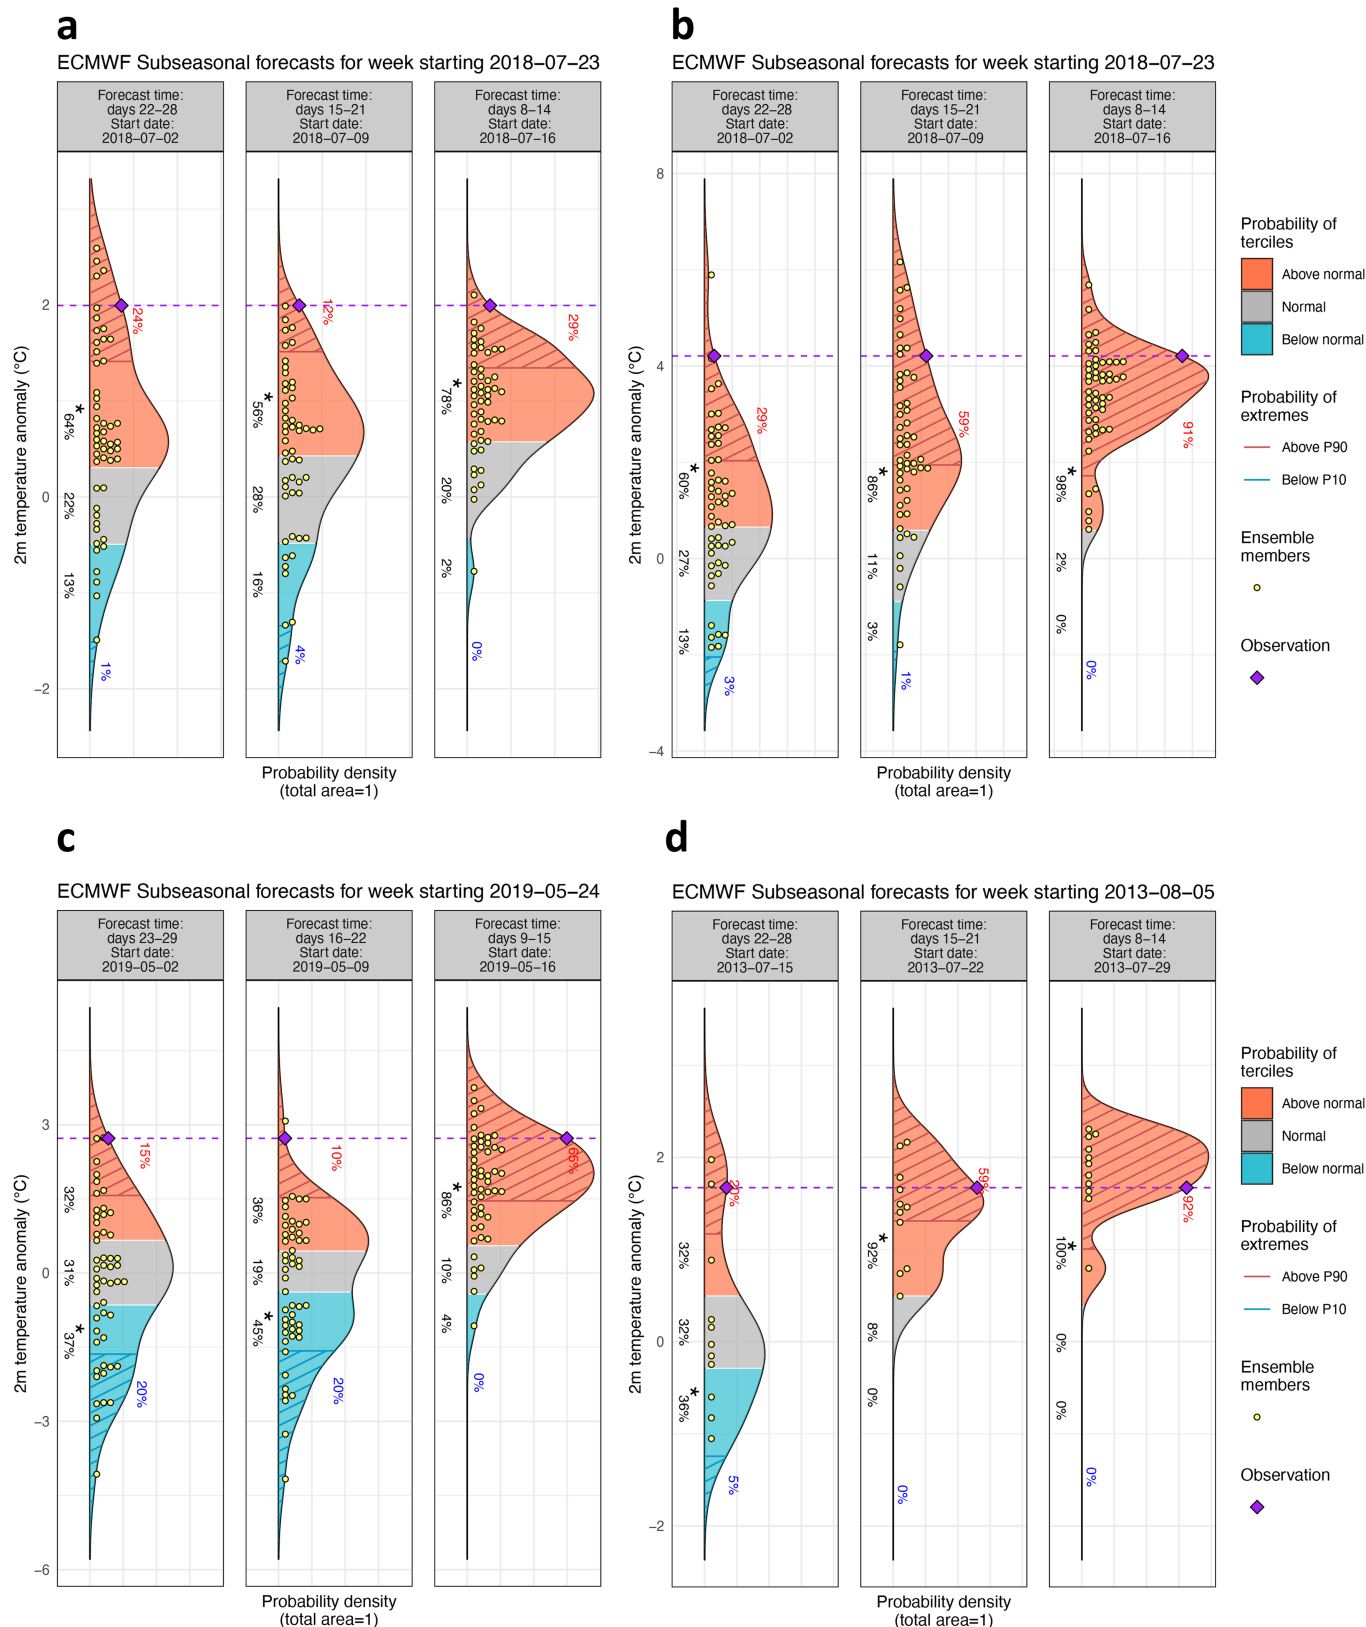 a
ECMWF Subseasonal forecasts for week starting 2018−07−23
Forecast time:
days 22−28
Start date:
2018−07−02
Forecast time:
days 15−21
Start date:
2018−07−09
Forecast time:
days 8−14
Start date:
2018−07−16
2m temperature anomaly (°C)
2
0
−2
24%
*
64%
22%
13%
1%
12%
*
56%
28%
16%
4%
29%
*
78%
20%
2%
0%
Probability density
(total area=1)
b
ECMWF Subseasonal forecasts for week starting 2018−07−23
Forecast time:
days 22−28
Start date:
2018−07−02
Forecast time:
days 15−21
Start date:
2018−07−09
Forecast time:
days 8−14
Start date:
2018−07−16
2m temperature anomaly (°C)
8
4
0
−4
29%
*
60%
27%
13%
3%
59%
*
86%
11%
3%
1%
91%
*
98%
2%
0%
0%
Probability density
(total area=1)
Probability of
terciles
Above normal
Normal
Below normal
Probability of
extremes
Above P90
Below P10
Ensemble
members
Observation
c
ECMWF Subseasonal forecasts for week starting 2019−05−24
Forecast time:
days 23−29
Start date:
2019−05−02
Forecast time:
days 16−22
Start date:
2019−05−09
Forecast time:
days 9−15
Start date:
2019−05−16
2m temperature anomaly (°C)
3
0
−3
−6
15%
32%
31%
*
37%
20%
10%
36%
19%
*
45%
20%
65%
*
86%
10%
4%
0%
Probability density
(total area=1)
d
ECMWF Subseasonal forecasts for week starting 2013−08−05
Forecast time:
days 22−28
Start date:
2013−07−15
Forecast time:
days 15−21
Start date:
2013−07−22
Forecast time:
days 8−14
Start date:
2013−07−29
2m temperature anomaly (°C)
2
0
−2
20%
32%
32%
*
36%
5%
59%
*
92%
8%
0%
0%
92%
*
100%
0%
0%
0%
Probability density
(total area=1)
Probability of
terciles
Above normal
Normal
Below normal
Probability of
extremes
Above P90
Below P10
Ensemble
members
Observation